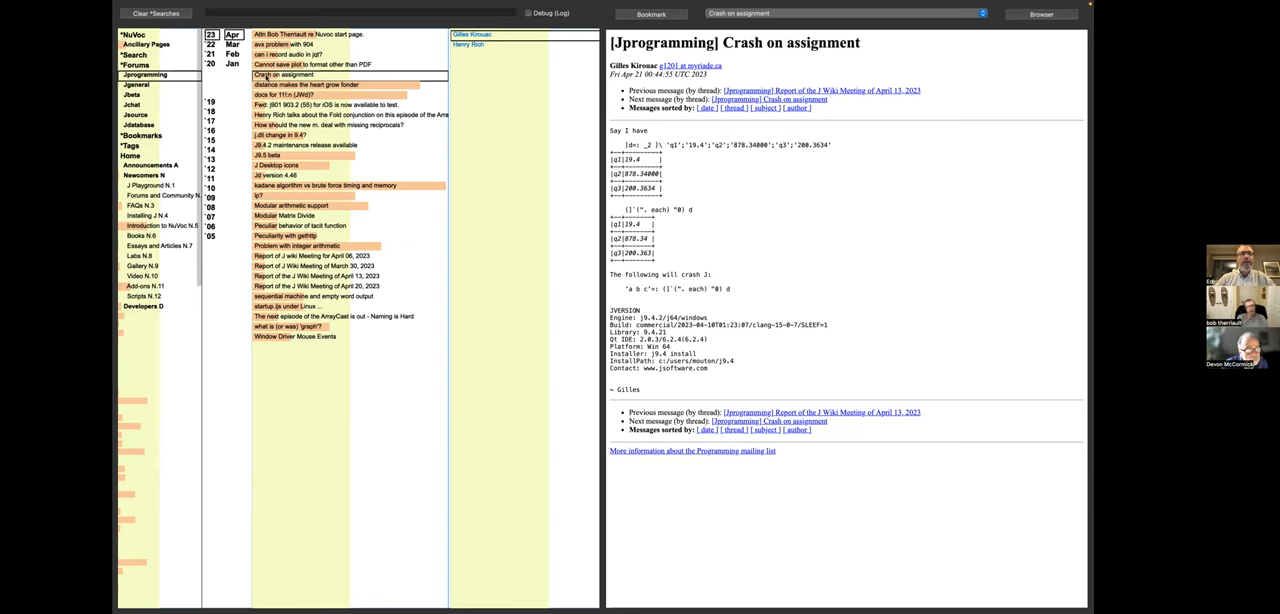 Clear *Searches
Debug (Log)
Bookmark
Crash on assignment
Browser
*NuVoc
Ancillary Pages
*Search
*Forums
Jprogramming
Jgeneral
Jbeta
Jchat
Jsource
Jdatabase
*Bookmarks
*Tags
Home
Announcements A
Newcomers N
J Playground N.1
Forums and Community N.
FAQs N.3
Installing J N.4
Introduction to NuVoc N.5
Books N.6
Essays and Articles N.7
Labs N.8
Gallery N.9
Video N.10
Add-ons N.11
Scripts N.12
Developers D
23 Apr
'22 Mar
'21 Feb
'20 Jan
'19
'18
'17
'16
'15
'14
'13
'12
'11
'10
'09
'08
'07
'06
'05
Attn Bob Therriault re Nuvoc start page.
avx problem with 904
can i record audio in jqt?
Cannot save plot to format other than PDF
Crash on assignment
distance makes the heart grow fonder
docs for 11!:n (JWd)?
Fwd: j901 903.2 (55) for iOS is now available to test.
Henry Rich talks about the Fold conjunction on this episode of the Arra
How should the new m. deal with missing reciprocals?
j.dll change in 9.4?
J9.4.2 maintenance release available
J9.5 beta
J Desktop icons
Jd version 4.46
kadane algorithm vs brute force timing and memory
lp?
Modular arithmetic support
Modular Matrix Divide
Peculiar behavior of tacit function
Peculiarity with gethttp
Problem with integer arithmetic
Report of J wiki Meeting for April 06, 2023
Report of J Wiki Meeting of March 30, 2023
Report of the J Wiki Meeting of April 13, 2023
Report of the J Wiki Meeting of April 20, 2023
sequential machine and empty word output
startup.ijs under Linux ...
The next episode of the ArrayCast is out - Naming is Hard
what is (or was) 'graph'?
Window Driver Mouse Events
Gilles Kirouac
Henry Rich
[Jprogramming] Crash on assignment
Gilles Kirouac g1201 at myriade.ca
Fri Apr 21 00:44:55 UTC 2023
Previous message (by thread): [Jprogramming] Report of the J Wiki Meeting of April 13, 2023
Next message (by thread): [Jprogramming] Crash on assignment
Messages sorted by: [ date ] [ thread ] [ subject ] [ author ]
Say I have
]d=: _2 ]\ 'q1';'19.4';'q2';'878.34000';'q3';'200.3634'
+--+---------+
|q1|19.4 |
+--+---------+
|q2|878.34000|
+--+---------+
|q3|200.3634 |
+--+---------+
(]`(". each) "0) d
+--+-------+
|q1|19.4 |
+--+-------+
|q2|878.34 |
+--+-------+
|q3|200.363|
+--+-------+
The following will crash J:
'a b c'=: (]`(". each) "0) d
JVERSION
Engine: j9.4.2/j64/windows
Build: commercial/2023-04-10T01:23:07/clang-15-0-7/SLEEF=1
Library: 9.4.21
Qt IDE: 2.0.3/6.2.4(6.2.4)
Platform: Win 64
Installer: j9.4 install
InstallPath: c:/users/mouton/j9.4
Contact: www.jsoftware.com
~ Gilles
Previous message (by thread): [Jprogramming] Report of the J Wiki Meeting of April 13, 2023
Next message (by thread): [Jprogramming] Crash on assignment
Messages sorted by: [ date ] [ thread ] [ subject ] [ author ]
More information about the Programming mailing list
bob therriault
Devon McCormick